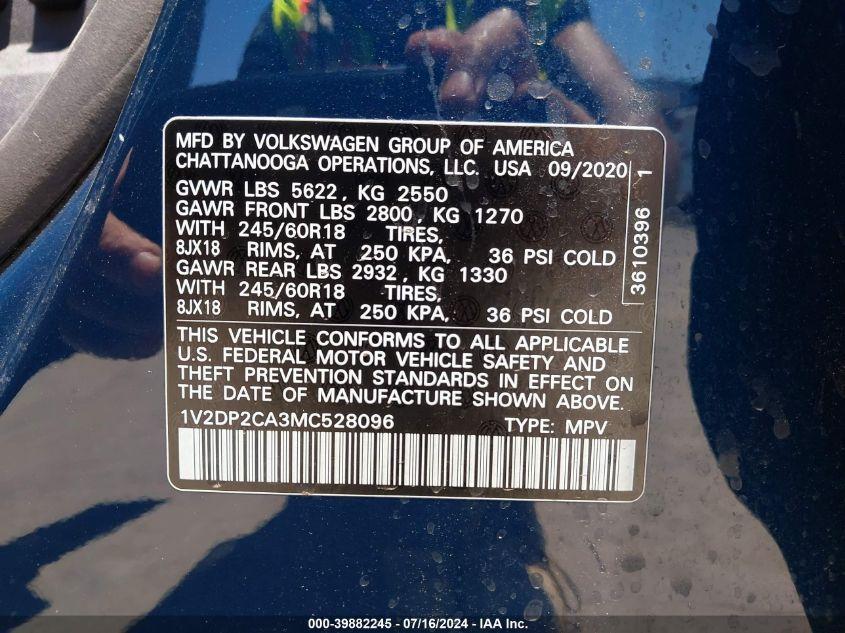 MFD BY VOLKSWAGEN GROUP OF AMERICA
CHATTANOOGA OPERATIONS, LLC. USA 09/2020
GVWR LBS 5622, KG 2550
GAWR FRONT LBS 2800, KG 1270
WITH 245/60R18 TIRES,
8JX18 RIMS, AT 250 KPA, 36 PSI COLD
GAWR REAR LBS 2932, KG 1330
WITH 245/60R18 TIRES,
8JX18 RIMS, AT 250 KPA, 36 PSI COLD
3610396 1
THIS VEHICLE CONFORMS TO ALL APPLICABLE
U.S. FEDERAL MOTOR VEHICLE SAFETY AND
THEFT PREVENTION STANDARDS IN EFFECT ON
THE DATE OF MANUFACTURE SHOWN ABOVE.
1V2DP2CA3MC528096 TYPE: MPV
000-39882245 - 07/16/2024 - IAA Inc.